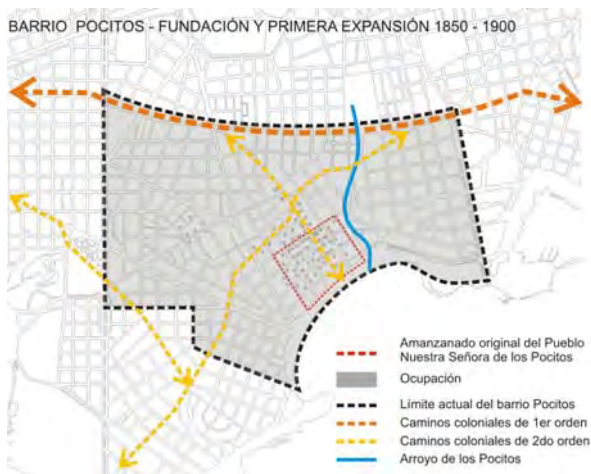 BARRIO POCITOS - FUNDACIÓN Y PRIMERA EXPANSIÓN 1850 - 1900
Amanzanado original del Pueblo
Nuestra Señora de los Pocitos
Ocupación
Límite actual del barrio Pocitos
Caminos coloniales de 1er orden
Caminos coloniales de 2do orden
Arroyo de los Pocitos